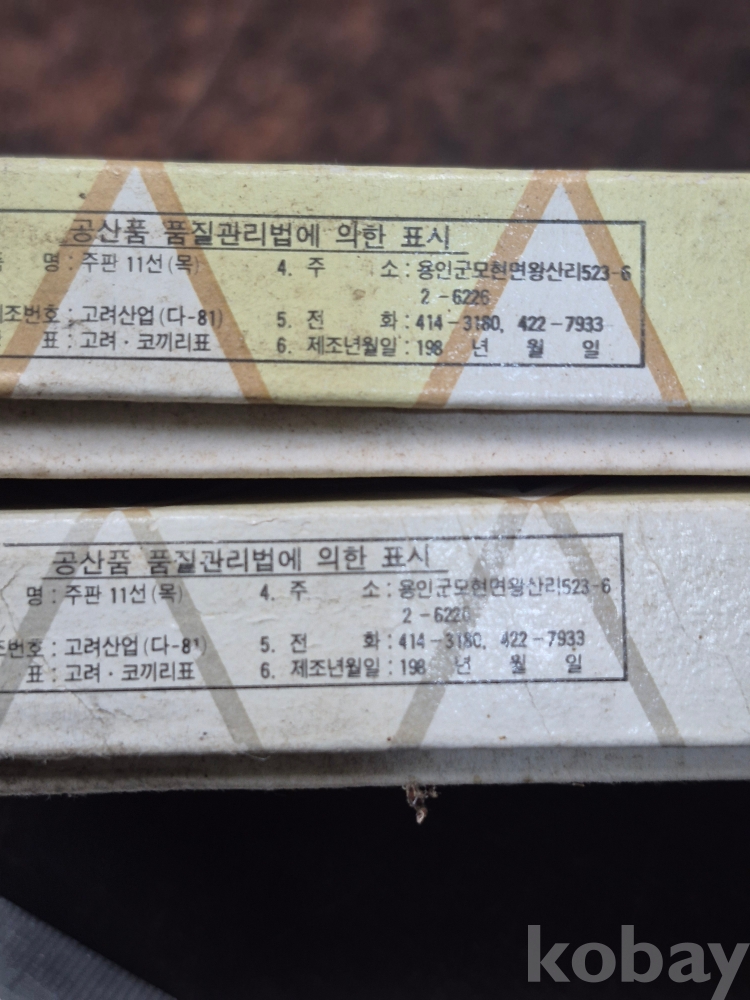 공산품 품질관리법에 의한 표시
명 : 주판 11선(목) 4. 주 소 : 용인군모현면왕산리523-6
2-6226
조번호 : 고려산업(다-81) 5. 전 화 : 414-3180, 422-7933
표 : 고려·코끼리표 6. 제조년월일 : 198 년 월 일
공산품 품질관리법에 의한 표시
명 : 주판 11선(목) 4. 주 소 : 용인군모현면왕산리523-6
2-6226
조번호 : 고려산업(다-81) 5. 전 화 : 414-3180, 422-7933
표 : 고려·코끼리표 6. 제조년월일 : 198 년 월 일
kobay